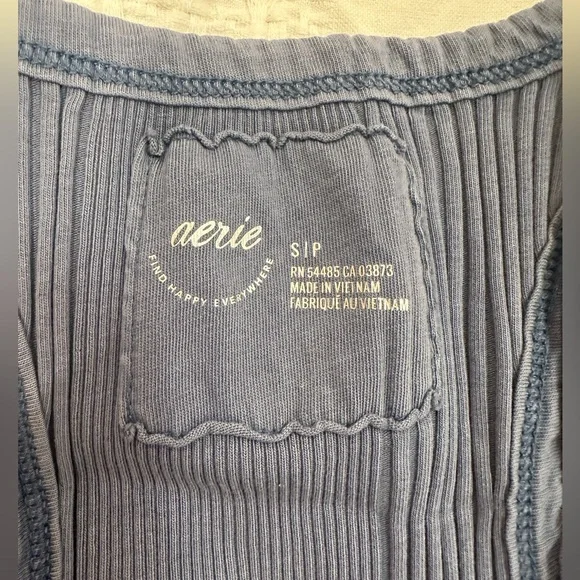 aerie
FIND HAPPY EVERYWHERE
S | P
RN 54485 CA 03873
MADE IN VIETNAM
FABRIQUÉ AU VIETNAM